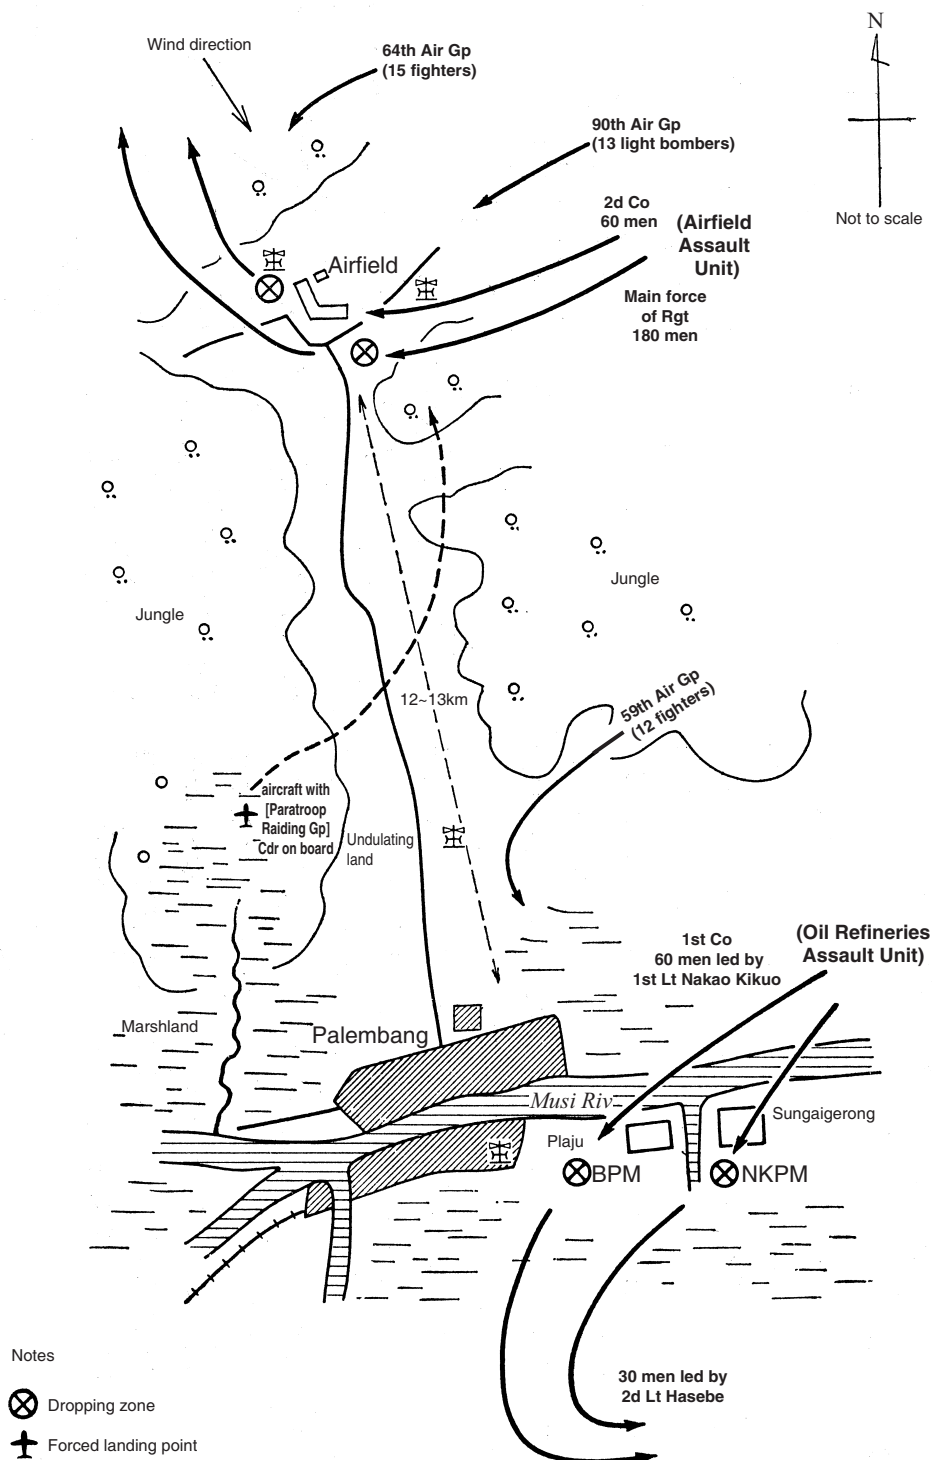 Wind direction
64th Air Gp
(15 fighters)
N
Not to scale
90th Air Gp
(13 light bombers)
2d Co
60 men
(Airfield
Assault
Unit)
Main force
of Rgt
180 men
Airfield
Jungle
Jungle
12~13km
59th Air Gp
(12 fighters)
aircraft with
[Paratroop
Raiding Gp]
Cdr on board
Undulating
land
1st Co
60 men led by
1st Lt Nakao Kikuo
(Oil Refineries
Assault Unit)
Marshland
Palembang
Musi Riv
Sungaigerong
Plaju
BPM
NKPM
30 men led by
2d Lt Hasebe
Notes
Dropping zone
Forced landing point